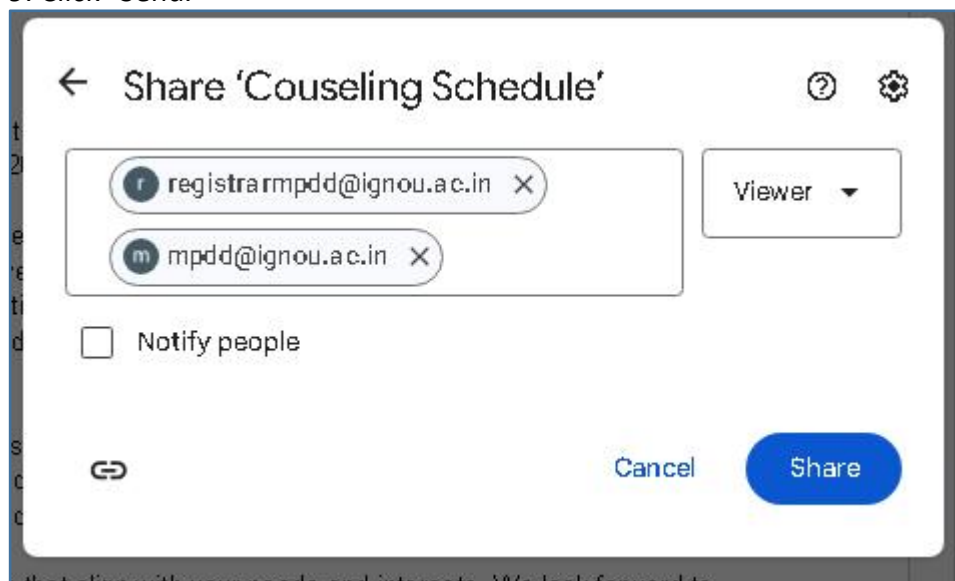 Share 'Couseling Schedule'
r registrarmpdd@ignou.ac.in
Viewer
m mpdd@ignou.ac.in
Notify people
Cancel
Share